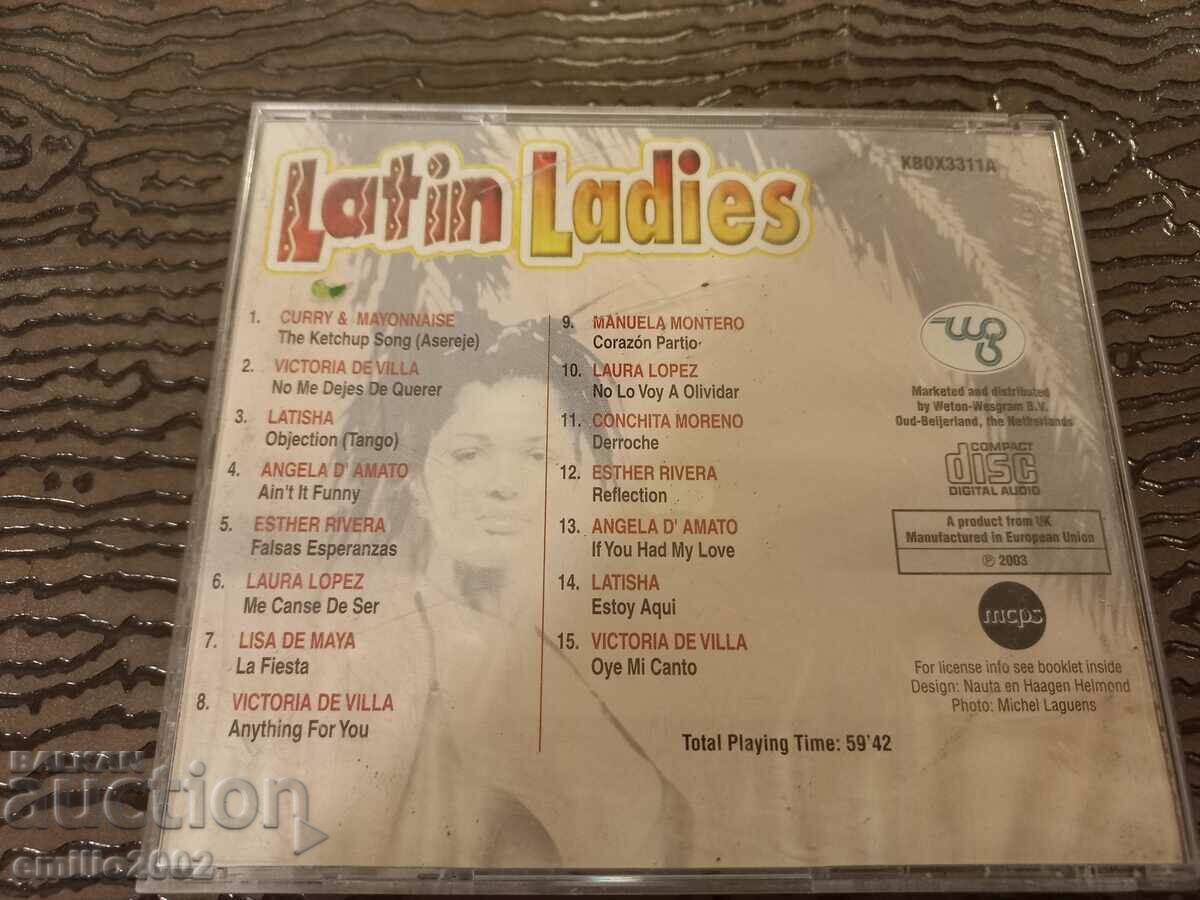 Latin Ladies
KBOX3311A
1. CURRY & MAYONNAISE
The Ketchup Song (Asereje)
2. VICTORIA DE VILLA
No Me Dejes De Querer
3. LATISHA
Objection (Tango)
4. ANGELA D' AMATO
Ain't It Funny
5. ESTHER RIVERA
Falsas Esperanzas
6. LAURA LOPEZ
Me Canse De Ser
7. LISA DE MAYA
La Fiesta
8. VICTORIA DE VILLA
Anything For You
9. MANUELA MONTERO
Corazón Partio
10. LAURA LOPEZ
No Lo Voy A Olividar
11. CONCHITA MORENO
Derroche
12. ESTHER RIVERA
Reflection
13. ANGELA D' AMATO
If You Had My Love
14. LATISHA
Estoy Aqui
15. VICTORIA DE VILLA
Oye Mi Canto
Total Playing Time: 59'42
Marketed and distributed
by Weton-Wesgram B.V.
Oud-Beijerland, the Netherlands
COMPACT
disc
DIGITAL AUDIO
A product from UK
Manufactured in European Union
℗ 2003
mcps
For license info see booklet inside
Design: Nauta en Haagen Helmond
Photo: Michel Laguens
BALKAN
auction
emilio2002.